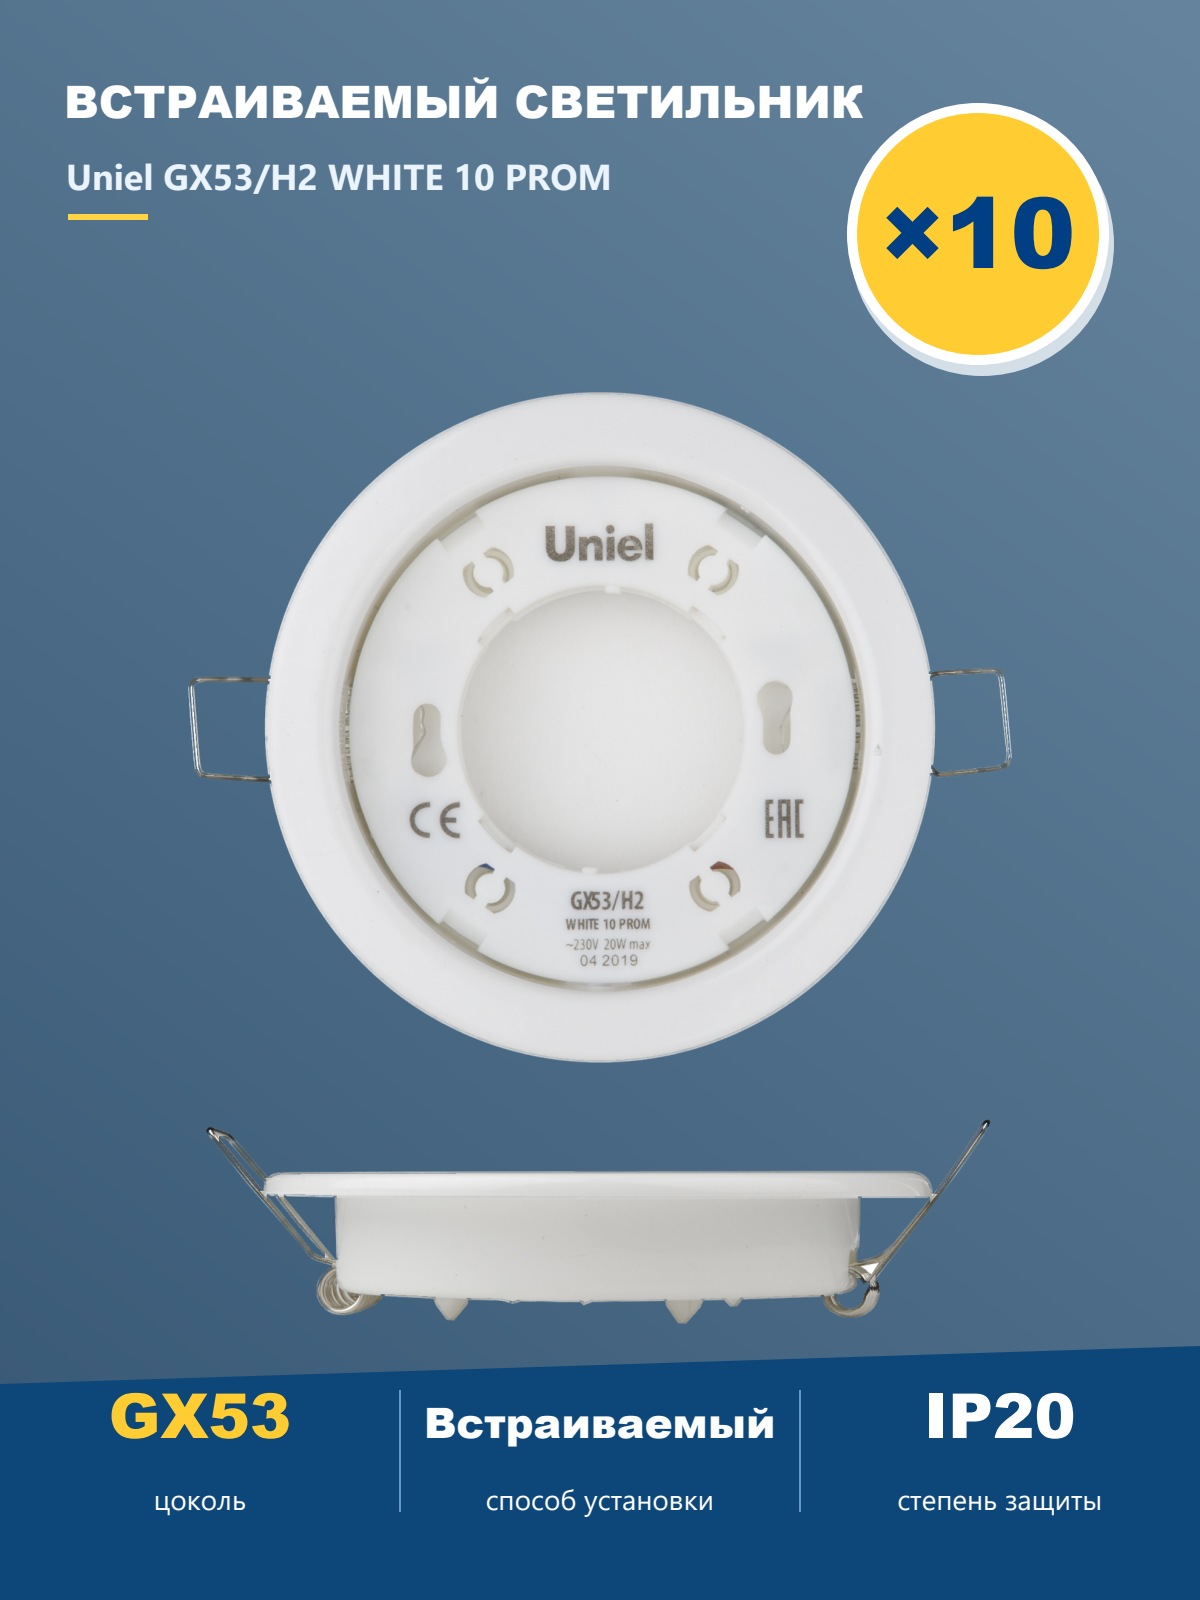 ВСТРАИВАЕМЫЙ СВЕТИЛЬНИК
Uniel GX53/H2 WHITE 10 PROM
×10
Uniel
CE
EAC
GX53/H2
WHITE 10 PROM
~230V 20W max
04 2019
GX53
цоколь
Встраиваемый
способ установки
IP20
степень защиты